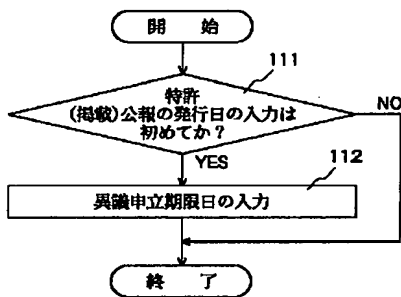 開 始
111
特許
(掲載)公報の発行日の入力は
初めてか?
NO
YES
112
異議申立期限日の入力
終 了